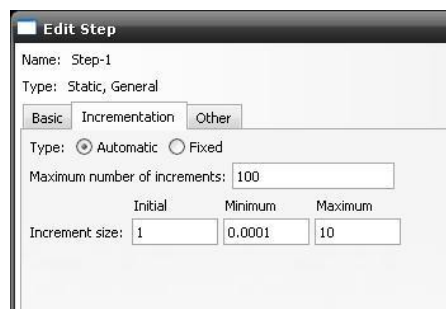 Edit Step
Name: Step-1
Type: Static, General
Basic Incrementation Other
Type: Automatic Fixed
Maximum number of increments: 100
Initial Minimum Maximum
Increment size: 1 0.0001 10